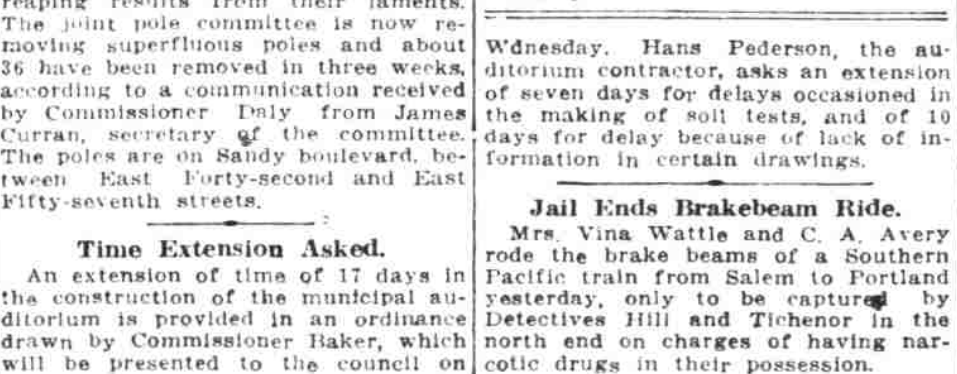 reaping results from their laments.
The joint pole committee is now re-
moving superfluous poles and about
36 have been removed in three weeks,
according to a communication received
by Commissioner Daly from James
Curran, secretary of the committee.
The poles are on Sandy boulevard, be-
tween East Forty-second and East
Fifty-seventh streets.
Time Extension Asked.
An extension of time of 17 days in
the construction of the municipal au-
ditorium is provided in an ordinance
drawn by Commissioner Baker, which
will be presented to the council on
Wdnesday. Hans Pederson, the au-
ditorium contractor, asks an extension
of seven days for delays occasioned in
the making of soil tests, and of 10
days for delay because of lack of in-
formation in certain drawings.
Jail Ends Brakebeam Ride.
Mrs. Vina Wattle and C. A. Avery
rode the brake beams of a Southern
Pacific train from Salem to Portland
yesterday, only to be captured by
Detectives Hill and Tichenor in the
north end on charges of having nar-
cotic drugs in their possession.